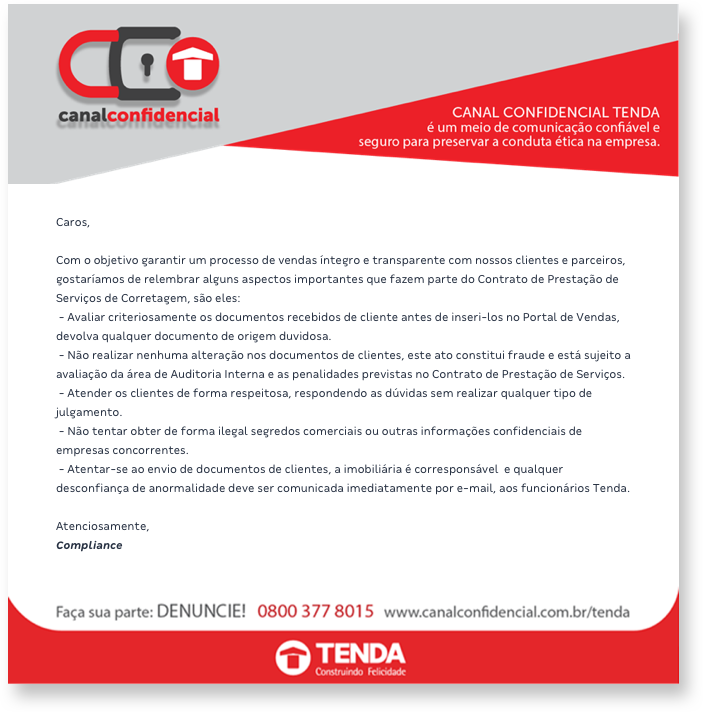 canalconfidencial
CANAL CONFIDENCIAL TENDA
é um meio de comunicação confiável e
seguro para preservar a conduta ética na empresa.
Caros,
Com o objetivo garantir um processo de vendas íntegro e transparente com nossos clientes e parceiros,
gostaríamos de relembrar alguns aspectos importantes que fazem parte do Contrato de Prestação de
Serviços de Corretagem, são eles:
- Avaliar criteriosamente os documentos recebidos de cliente antes de inseri-los no Portal de Vendas,
devolva qualquer documento de origem duvidosa.
- Não realizar nenhuma alteração nos documentos de clientes, este ato constitui fraude e está sujeito a
avaliação da área de Auditoria Interna e as penalidades previstas no Contrato de Prestação de Serviços.
- Atender os clientes de forma respeitosa, respondendo as dúvidas sem realizar qualquer tipo de
julgamento.
- Não tentar obter de forma ilegal segredos comerciais ou outras informações confidenciais de
empresas concorrentes.
- Atentar-se ao envio de documentos de clientes, a imobiliária é corresponsável e qualquer
desconfiança de anormalidade deve ser comunicada imediatamente por e-mail, aos funcionários Tenda.
Atenciosamente,
Compliance
Faça sua parte: DENUNCIE! 0800 377 8015 www.canalconfidencial.com.br/tenda
TENDA
Construindo Felicidade